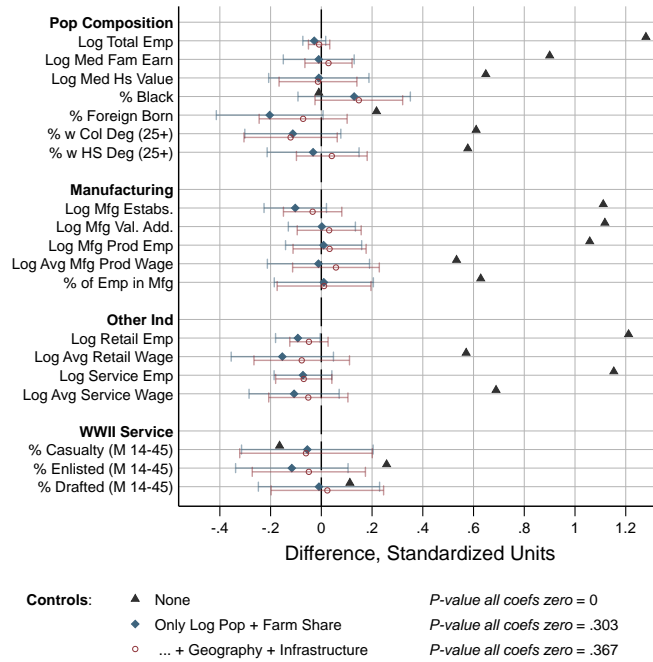 Pop Composition
Log Total Emp
Log Med Fam Earn
Log Med Hs Value
% Black
% Foreign Born
% w Col Deg (25+)
% w HS Deg (25+)
Manufacturing
Log Mfg Estabs.
Log Mfg Val. Add.
Log Mfg Prod Emp
Log Avg Mfg Prod Wage
% of Emp in Mfg
Other Ind
Log Retail Emp
Log Avg Retail Wage
Log Service Emp
Log Avg Service Wage
WWII Service
% Casualty (M 14-45)
% Enlisted (M 14-45)
% Drafted (M 14-45)
-.4 -.2 0 .2 .4 .6 .8 1 1.2
Difference, Standardized Units
Controls: None P-value all coefs zero = 0
Only Log Pop + Farm Share P-value all coefs zero = .303
... + Geography + Infrastructure P-value all coefs zero = .367